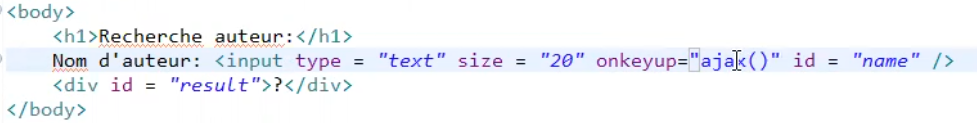 <body>
<h1>Recherche auteur:</h1>
Nom d'auteur: <input type = "text" size = "20" onkeyup="ajax()" id = "name" />
<div id = "result">?</div>
</body>